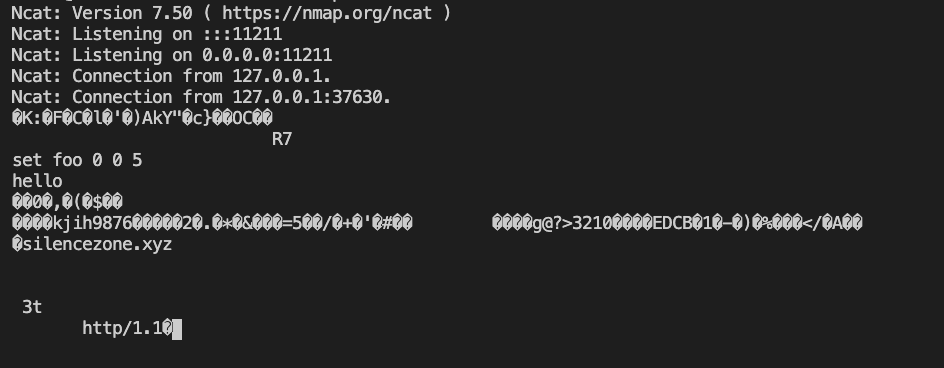 Ncat: Version 7.50 ( https://nmap.org/ncat )
Ncat: Listening on :::11211
Ncat: Listening on 0.0.0.0:11211
Ncat: Connection from 127.0.0.1.
Ncat: Connection from 127.0.0.1:37630.
�K:�F�C�l�'�)AkY"�c}��OC��
R7
set foo 0 0 5
hello
��0�,�(�$��
����kjih9876�����2�.�*�&���=5��/�+�'�#�� ����g@?>3210����EDCB�1�-�)�%���</�A��
�silencezone.xyz
3t
http/1.1�